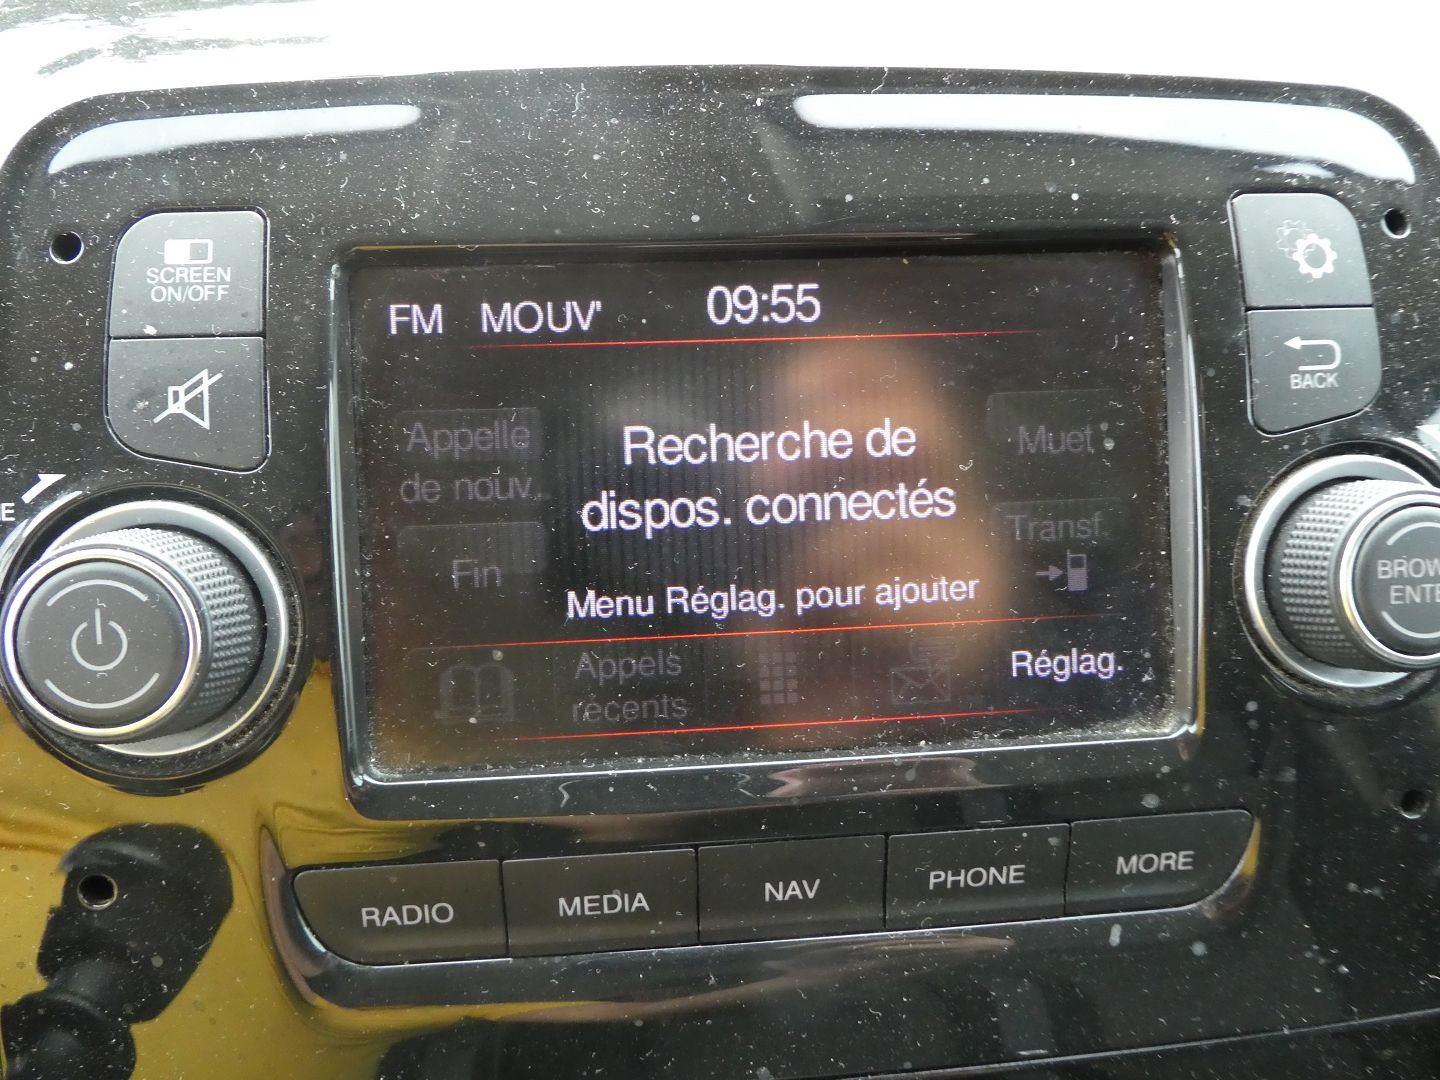 SCREEN
ON/OFF
FM MOUV' 09:55
BACK
Appelle
de nouv..
Recherche de
dispos. connectés
Muet
Fin
Transf.
Menu Réglag. pour ajouter
Appels
récents
Réglag.
RADIO
MEDIA
NAV
PHONE
MORE